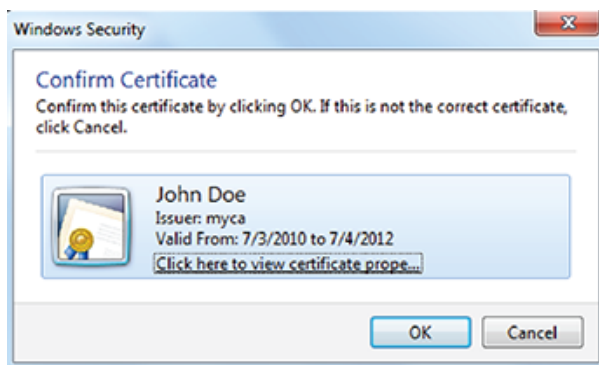 Windows Security
Confirm Certificate
Confirm this certificate by clicking OK. If this is not the correct certificate,
click Cancel.
John Doe
Issuer: myca
Valid From: 7/3/2010 to 7/4/2012
Click here to view certificate prope...
OK Cancel